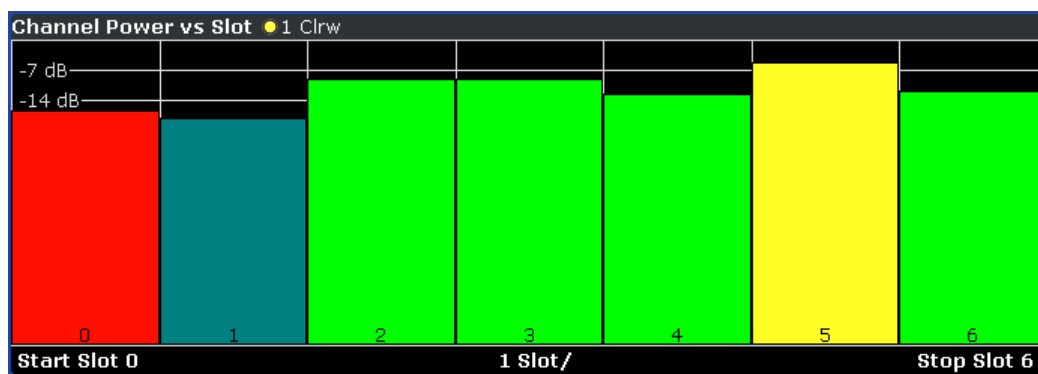 Channel Power vs Slot 1 Clrw
-7 dB
-14 dB
0 1 2 3 4 5 6
Start Slot 0 1 Slot/ Stop Slot 6